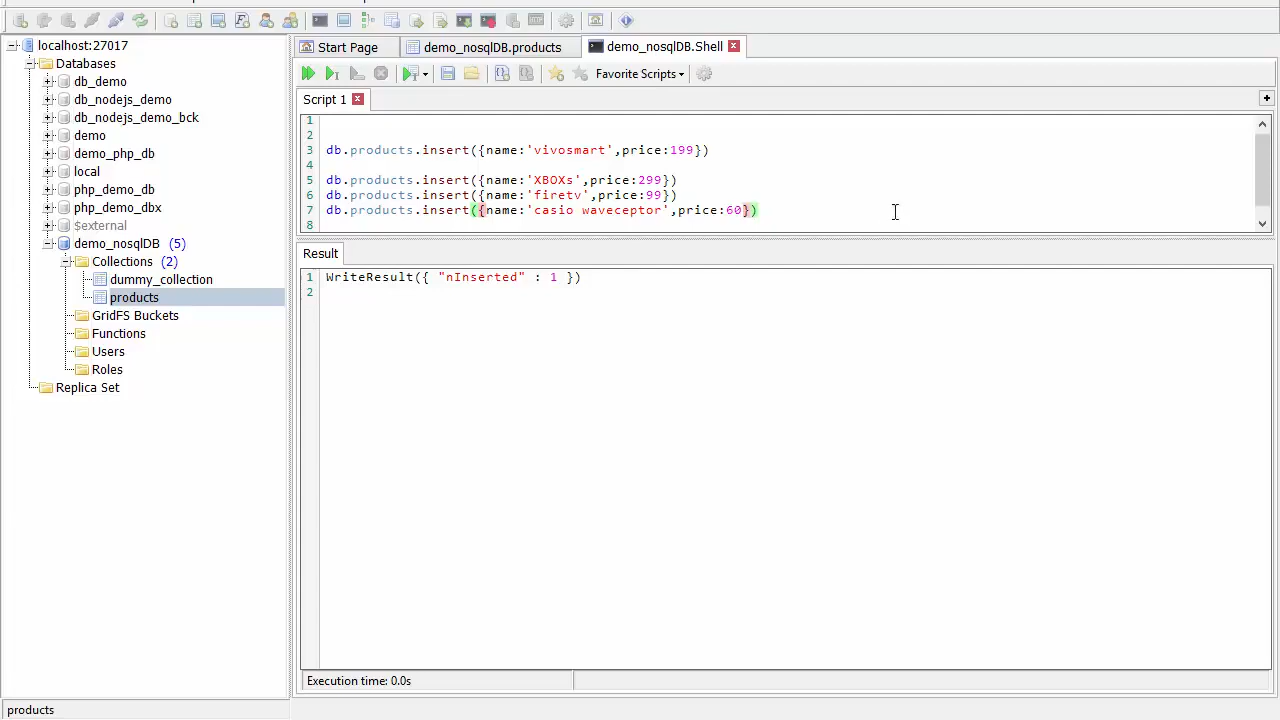 localhost:27017
Databases
db_demo
db_nodejs_demo
db_nodejs_demo_bck
demo
demo_php_db
local
php_demo_db
php_demo_dbx
$external
demo_nosqlDB (5)
Collections (2)
dummy_collection
products
GridFS Buckets
Functions
Users
Roles
Replica Set
products
Start Page
demo_nosqlDB.products
demo_nosqlDB.Shell
Favorite Scripts
Script 1
1
2
3 db.products.insert({name:'vivosmart',price:199})
4
5 db.products.insert({name:'XBOXs',price:299})
6 db.products.insert({name:'firetv',price:99})
7 db.products.insert({name:'casio waveceptor',price:60})
8
Result
1 WriteResult({ "nInserted" : 1 })
2
Execution time: 0.0s